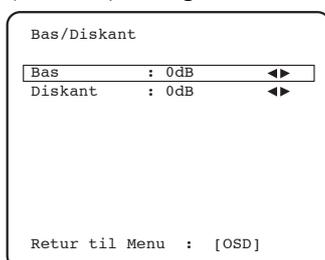 Bas/Diskant
Bas : 0dB ◀▶
Diskant : 0dB ◀▶
Retur til Menu : [OSD]